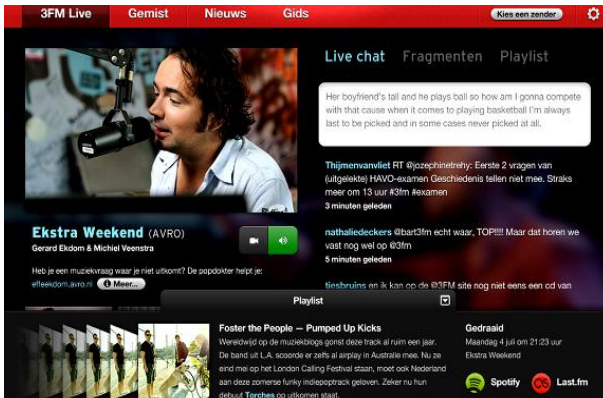 3FM Live Gemist Nieuws Gids Kies een zender
Live chat Fragmenten Playlist
Her boyfriend's tall and he plays ball so how am I gonna compete
with that cause when it comes to playing basketball I'm always
last to be picked and in some cases never picked at all.
Thijmenvanvliet RT @jozephinetrehy: Eerste 2 vragen van
(uitgelekte) HAVO-examen Geschiedenis tellen niet mee. Straks
meer om 13 uur #3fm #examen
3 minuten geleden
nathaliedeckers @bart3fm echt waar, TOP!!!! Maar dat horen we
vast nog wel op @3fm
5 minuten geleden
tiesbruins en ik kan op de @3FM site nog niet eens een cd van
Ekstra Weekend (AVRO)
Gerard Ekdom & Michiel Veenstra
Heb je een muziekvraag waar je niet uitkomt? De popdokter helpt je:
effeekdom.avro.nl Meer...
Playlist
Foster the People — Pumped Up Kicks
Wereldwijd op de muziekblogs gonst deze track al ruim een jaar.
De band uit L.A. scoorde er zelfs al airplay in Australie mee. Nu ze
eind mei op het London Calling Festival staan, moet ook Nederland
aan deze zomerse funky indiepoptrack geloven. Zeker nu hun
debuut Torches op uitkomen staat.
Gedraaid
Maandag 4 juli om 21:23 uur
Ekstra Weekend
Spotify Last.fm